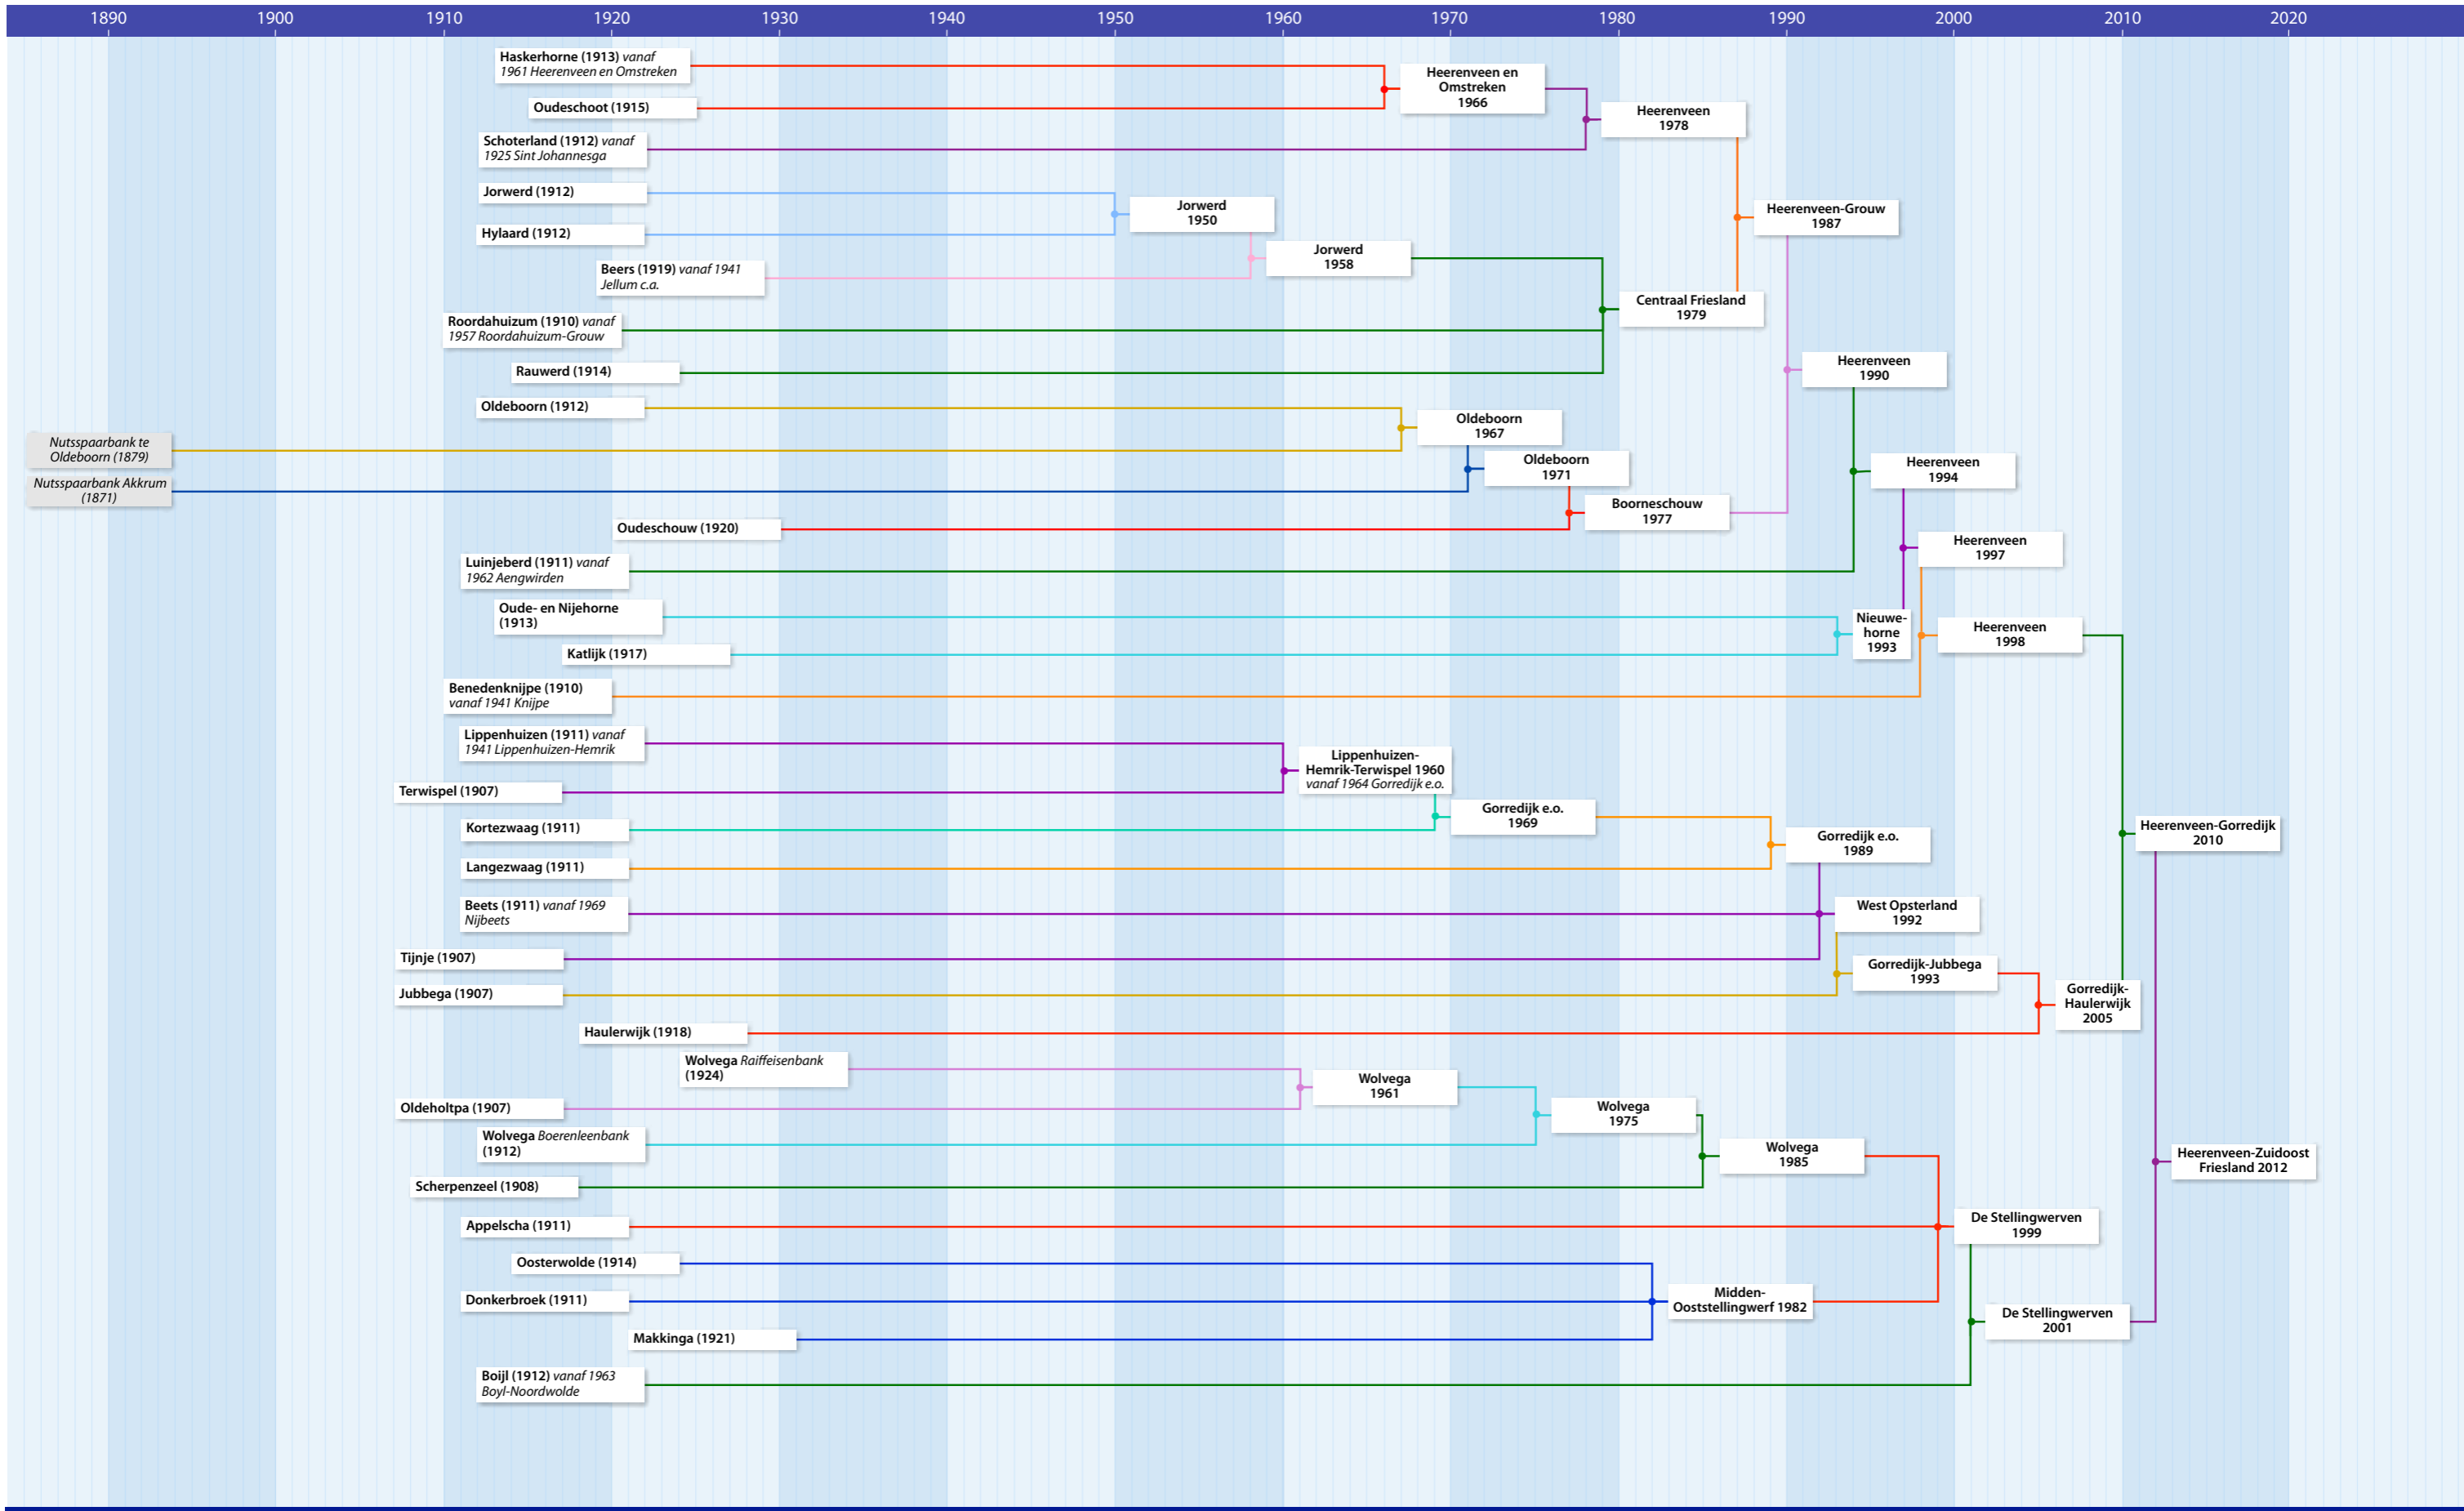 1890 1900 1910 1920 1930 1940 1950 1960 1970 1980 1990 2000 2010 2020
Haskerhorne (1913) vanaf
1961 Heerenveen en Omstreken
Oudeschoot (1915)
Heerenveen en
Omstreken
1966
Schoterland (1912) vanaf
1925 Sint Johannesga
Heerenveen
1978
Jorwerd (1912)
Hylaard (1912)
Jorwerd
1950
Heerenveen-Grouw
1987
Beers (1919) vanaf 1941
Jellum c.a.
Jorwerd
1958
Roordahuizum (1910) vanaf
1957 Roordahuizum-Grouw
Centraal Friesland
1979
Rauwerd (1914)
Heerenveen
1990
Oldeboorn (1912)
Nutsspaarbank te
Oldeboorn (1879)
Oldeboorn
1967
Nutsspaarbank Akkrum
(1871)
Oldeboorn
1971
Heerenveen
1994
Oudeschouw (1920)
Boorneschouw
1977
Luinjeberd (1911) vanaf
1962 Aengwirden
Heerenveen
1997
Oude- en Nijehorne
(1913)
Katlijk (1917)
Nieuwe-
horne
1993
Heerenveen
1998
Benedenknijpe (1910)
vanaf 1941 Knijpe
Lippenhuizen (1911) vanaf
1941 Lippenhuizen-Hemrik
Terwispel (1907)
Lippenhuizen-
Hemrik-Terwispel 1960
vanaf 1964 Gorredijk e.o.
Kortezwaag (1911)
Gorredijk e.o.
1969
Heerenveen-Gorredijk
2010
Langezwaag (1911)
Gorredijk e.o.
1989
Beets (1911) vanaf 1969
Nijbeets
West Opsterland
1992
Tijnje (1907)
Jubbega (1907)
Gorredijk-Jubbega
1993
Gorredijk-
Haulerwijk
2005
Haulerwijk (1918)
Wolvega Raiffeisenbank
(1924)
Oldeholtpa (1907)
Wolvega
1961
Wolvega Boerenleenbank
(1912)
Wolvega
1975
Scherpenzeel (1908)
Wolvega
1985
Heerenveen-Zuidoost
Friesland 2012
Appelscha (1911)
De Stellingwerven
1999
Oosterwolde (1914)
Donkerbroek (1911)
Midden-
Ooststellingwerf 1982
Makkinga (1921)
De Stellingwerven
2001
Boijl (1912) vanaf 1963
Boyl-Noordwolde